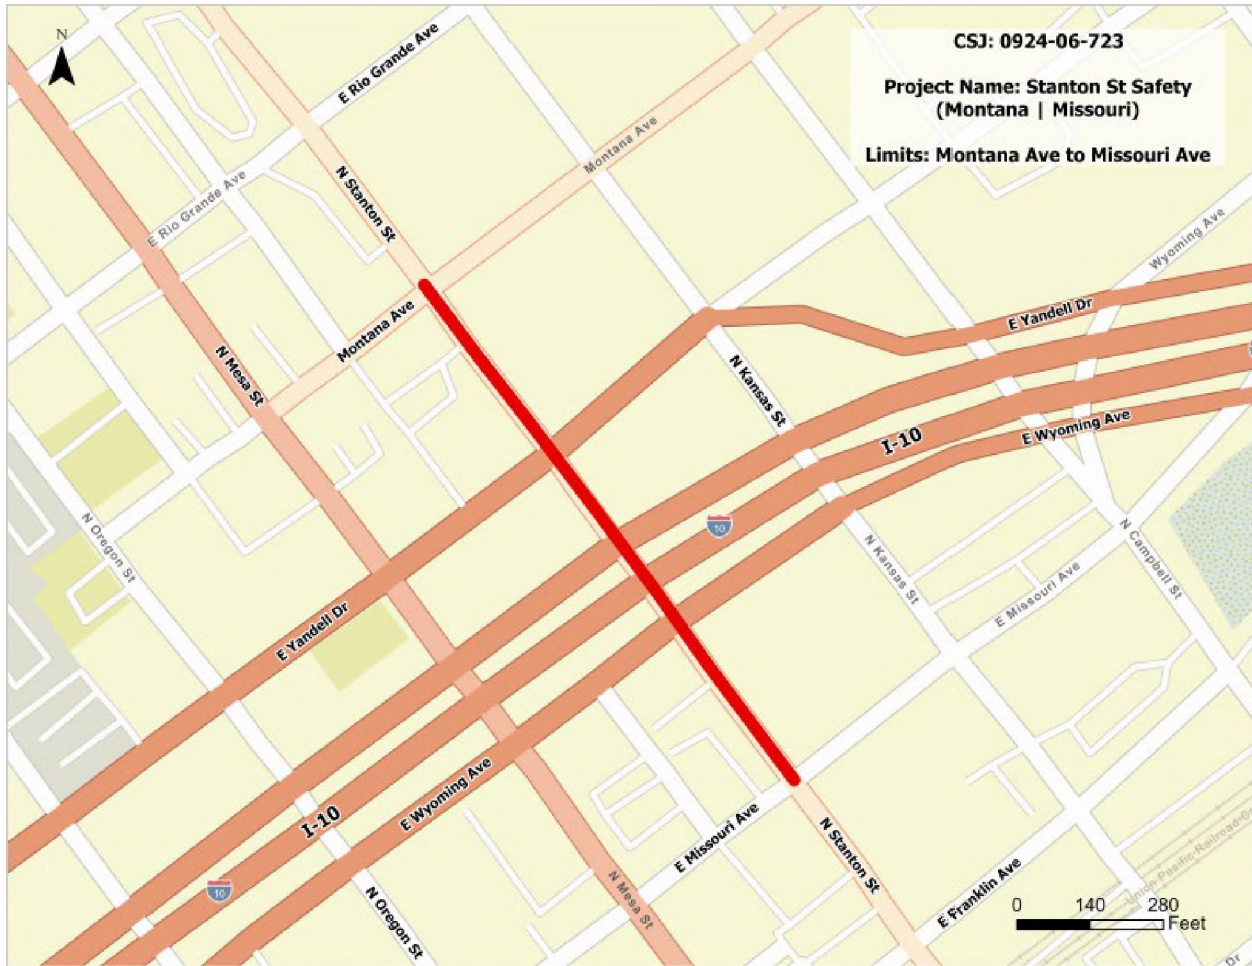 N
CSJ: 0924-06-723
Project Name: Stanton St Safety
(Montana | Missouri)
Limits: Montana Ave to Missouri Ave
E Rio Grande Ave
Montana Ave
N Stanton St
E Rio Grande Ave
Wyoming Ave
Montana Ave
E Yandell Dr
N Mesa St
N Kansas St
I-10
E Wyoming Ave
10
N Oregon St
N Kansas St
N Campbell St
E Missouri Ave
E Yandell Dr
I-10
E Wyoming Ave
E Missouri Ave
N Stanton St
Union Pacific Railroad
10
N Oregon St
N Mesa St
E Franklin Ave
0 140 280
Feet
Dr